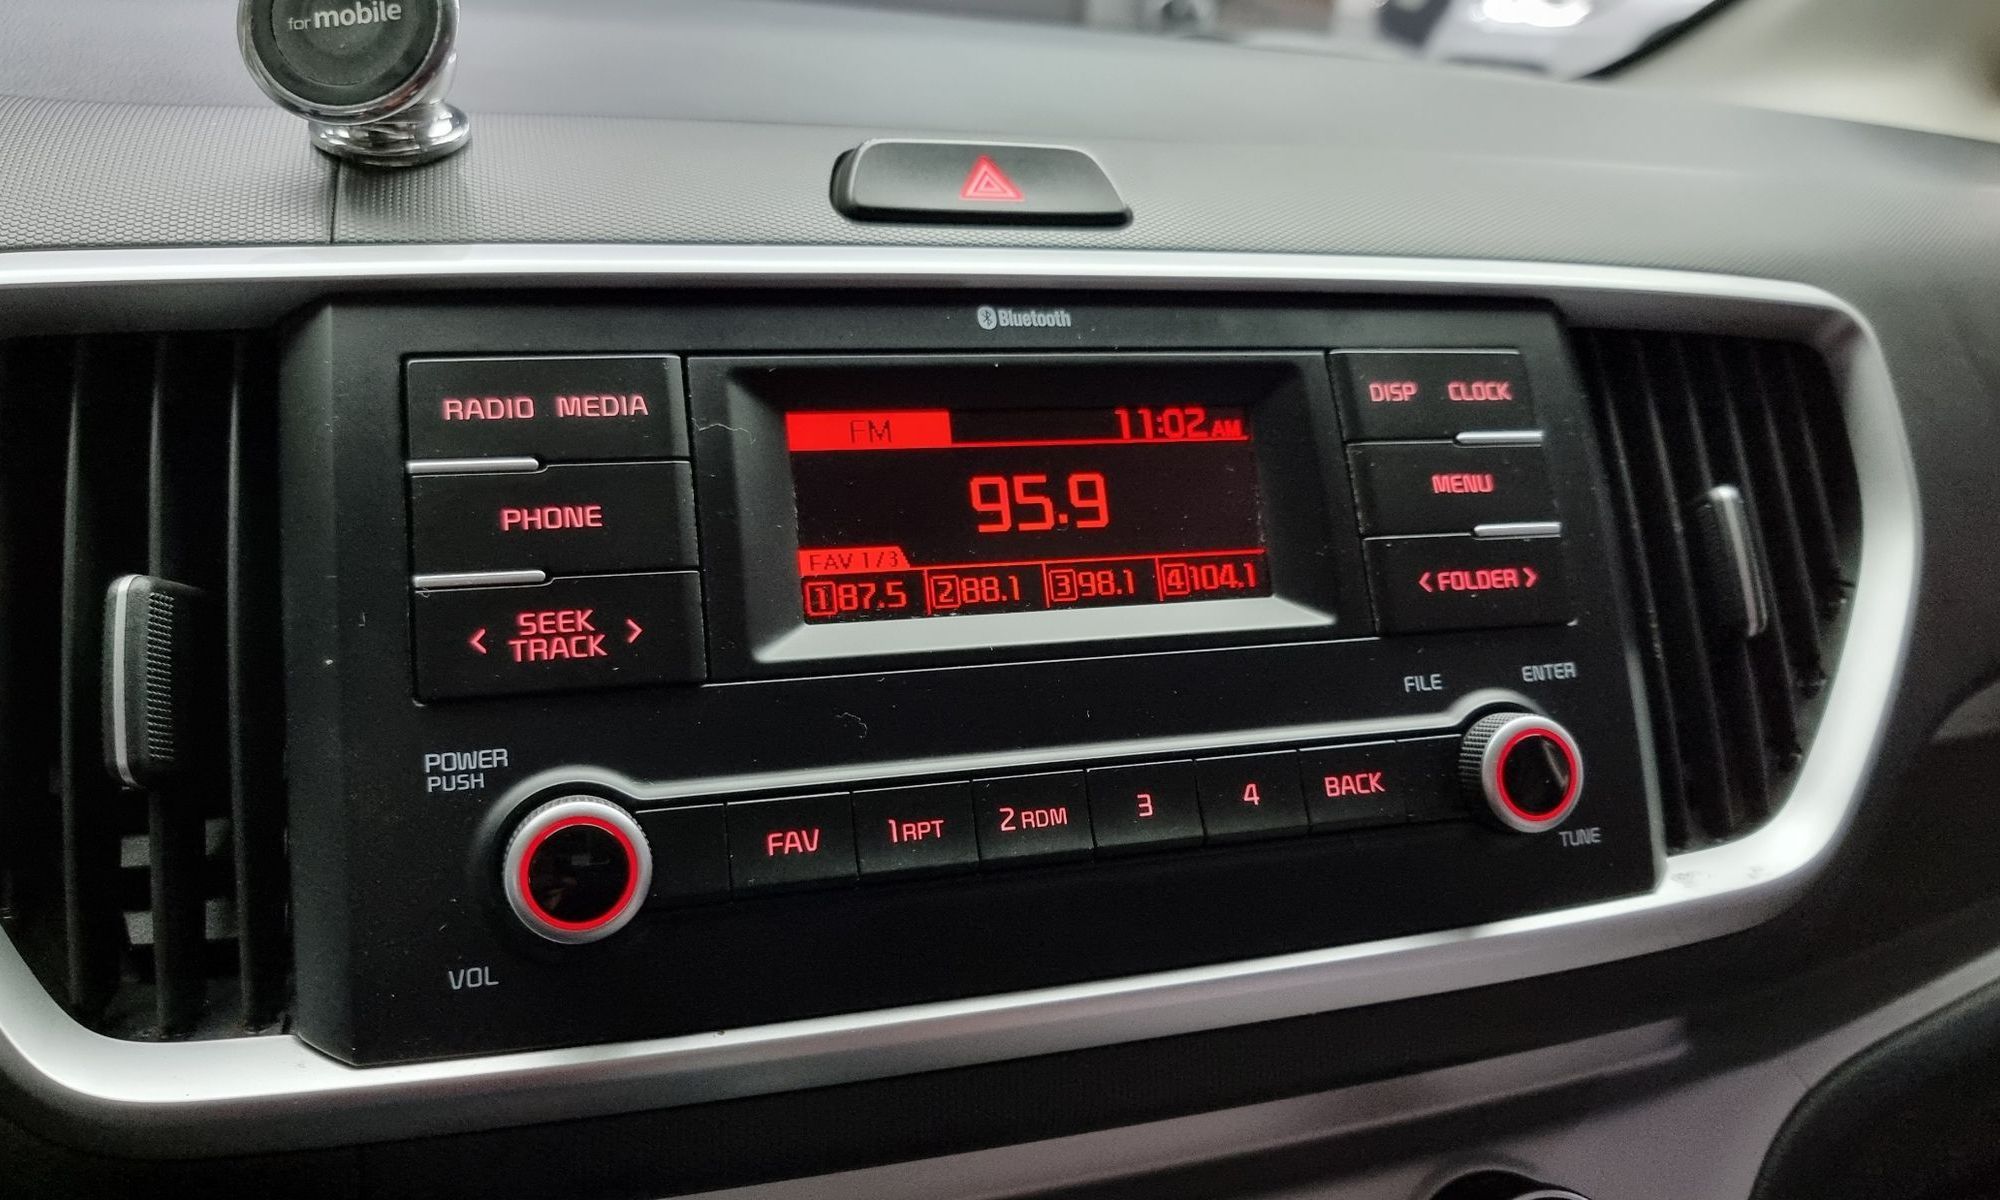 for mobile
Bluetooth
RADIO MEDIA
DISP CLOCK
FM 11:02 AM
95.9
MENU
PHONE
FAV 1/3
1 87.5 2 88.1 3 98.1 4 104.1
< FOLDER >
< SEEK >
TRACK
FILE ENTER
POWER
PUSH
FAV 1 RPT 2 RDM 3 4 BACK
TUNE
VOL